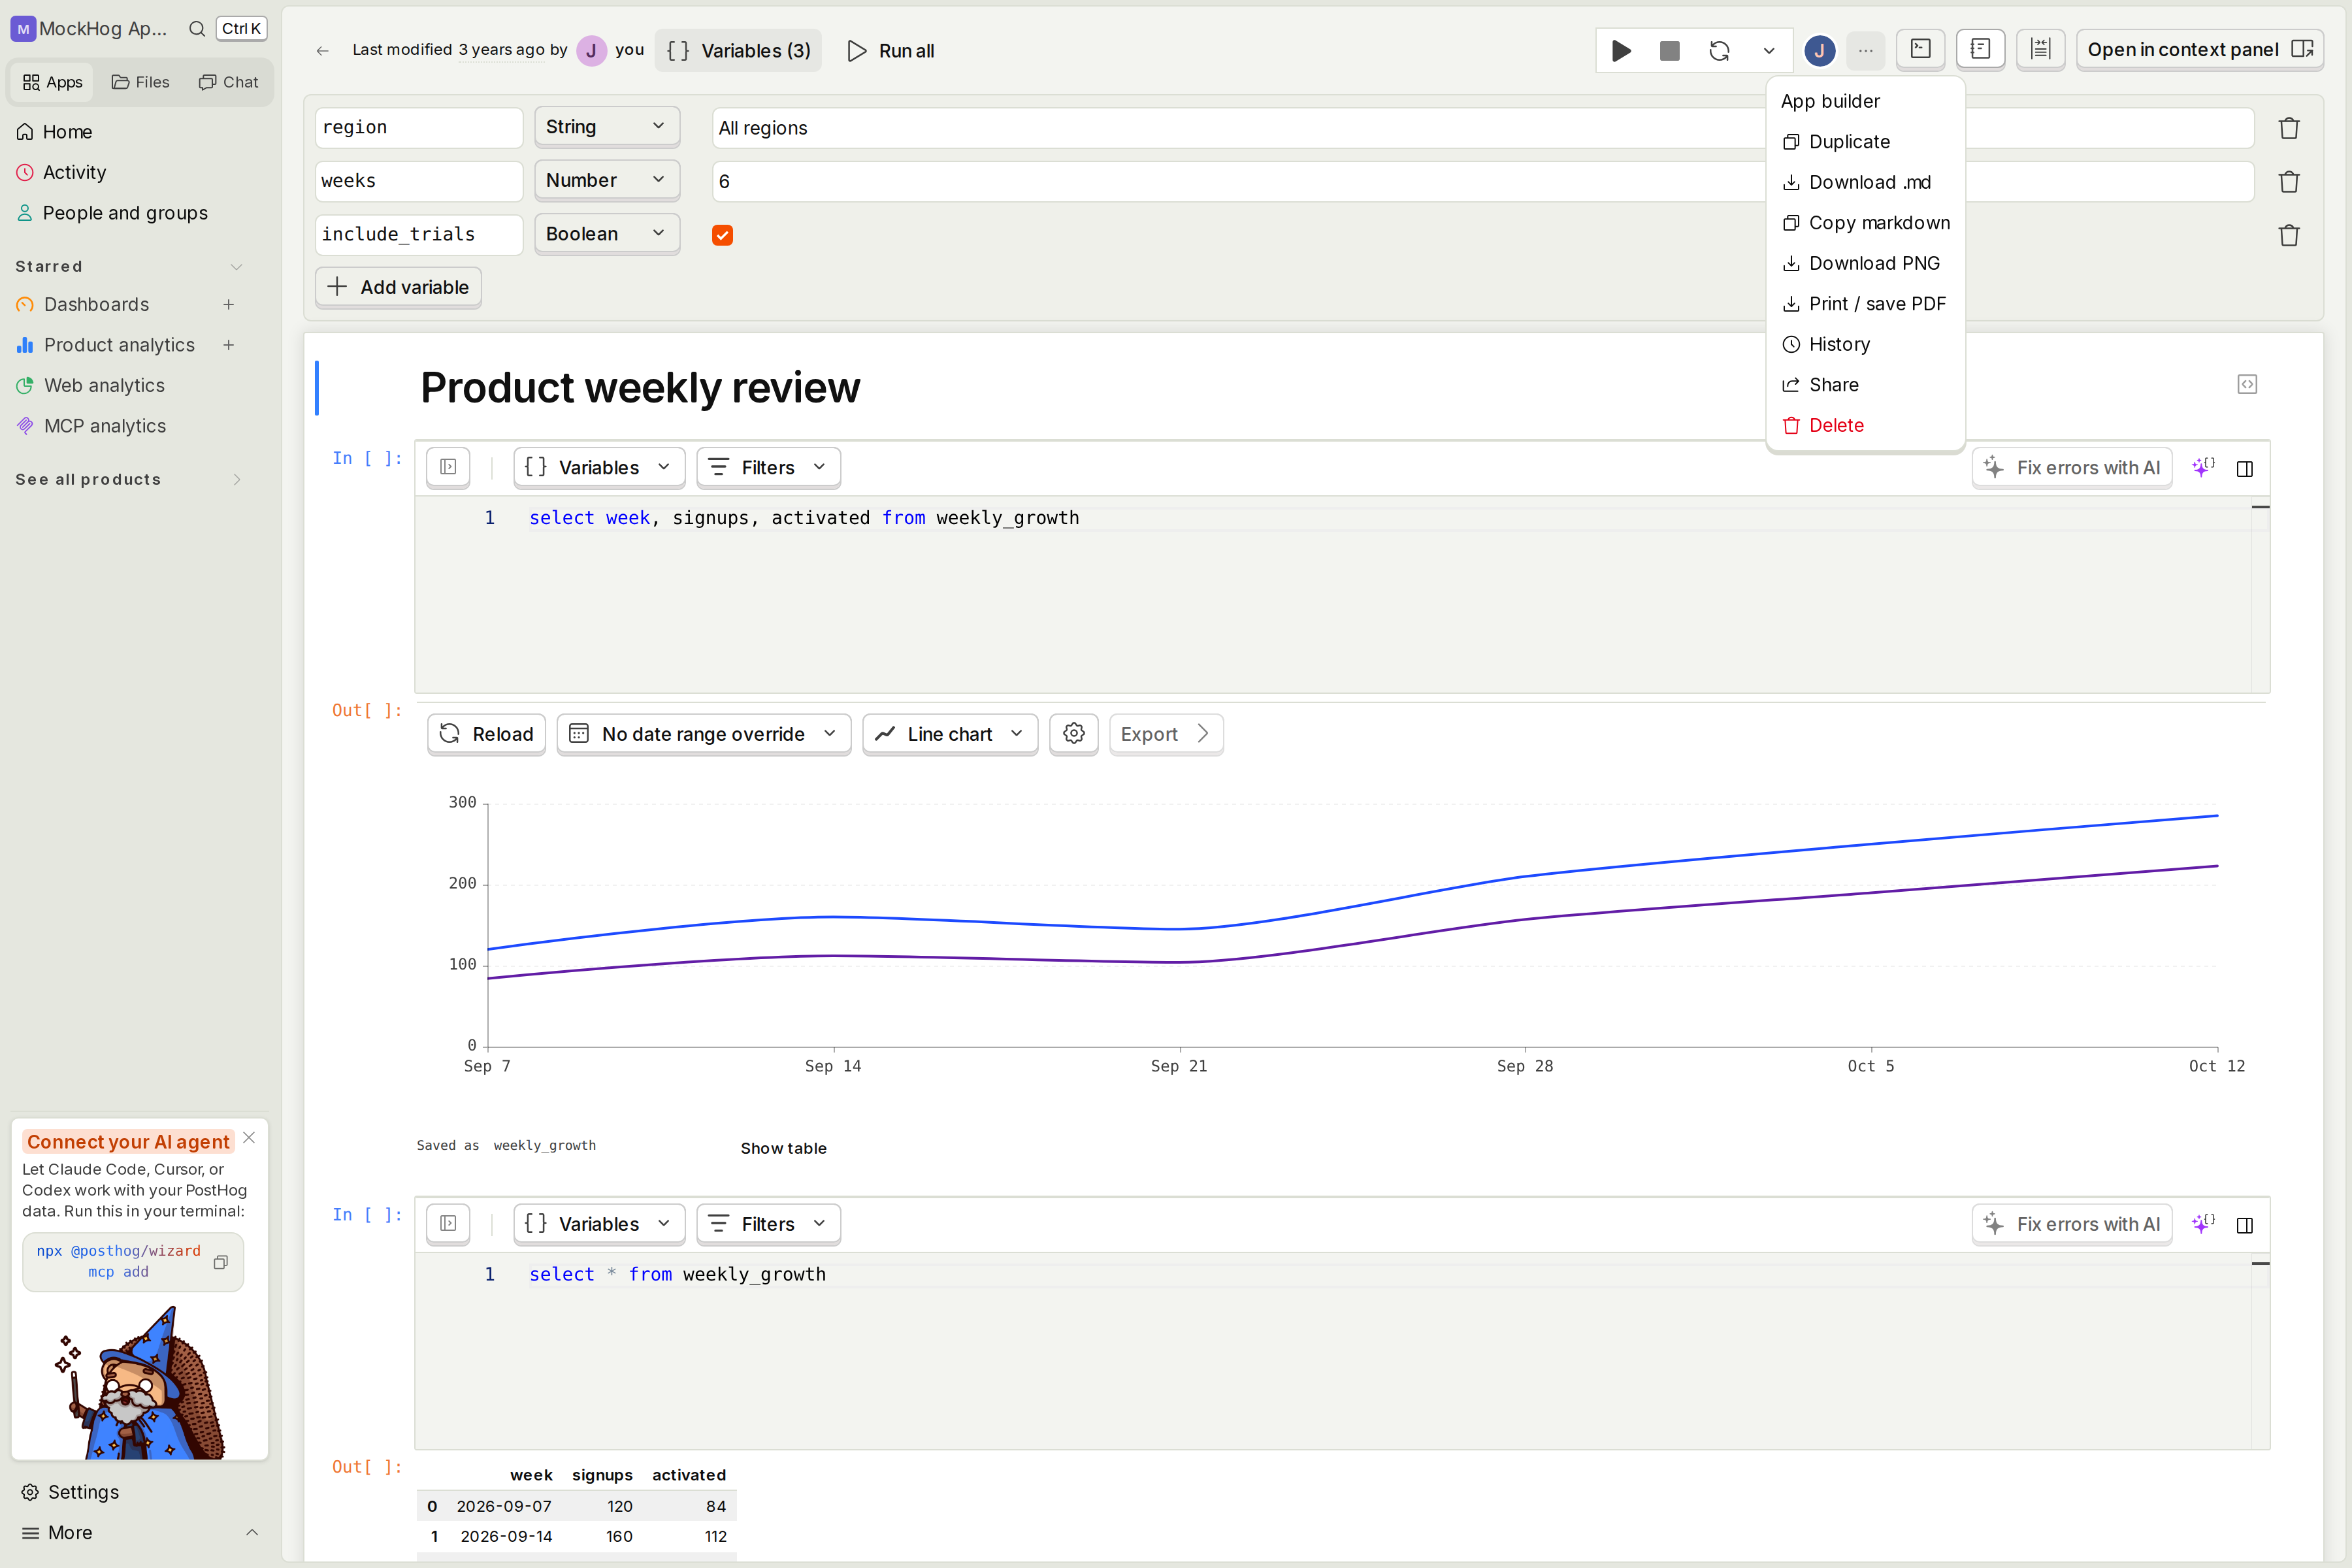 M MockHog Ap... Ctrl K
Apps Files Chat
Home
Activity
People and groups
Starred
Dashboards
Product analytics
Web analytics
MCP analytics
See all products
Connect your AI agent
Let Claude Code, Cursor, or
Codex work with your PostHog
data. Run this in your terminal:
npx @posthog/wizard
mcp add
Settings
More
Last modified 3 years ago by J you {} Variables (3) Run all J ... Open in context panel
region String All regions
weeks Number 6
include_trials Boolean
Add variable
App builder
Duplicate
Download .md
Copy markdown
Download PNG
Print / save PDF
History
Share
Delete
Product weekly review
In [ ]: {} Variables Filters Fix errors with AI
1 select week, signups, activated from weekly_growth
Out[ ]: Reload No date range override Line chart Export
300
200
100
0
Sep 7 Sep 14 Sep 21 Sep 28 Oct 5 Oct 12
Saved as weekly_growth Show table
In [ ]: {} Variables Filters Fix errors with AI
1 select * from weekly_growth
Out[ ]: week signups activated
0 2026-09-07 120 84
1 2026-09-14 160 112